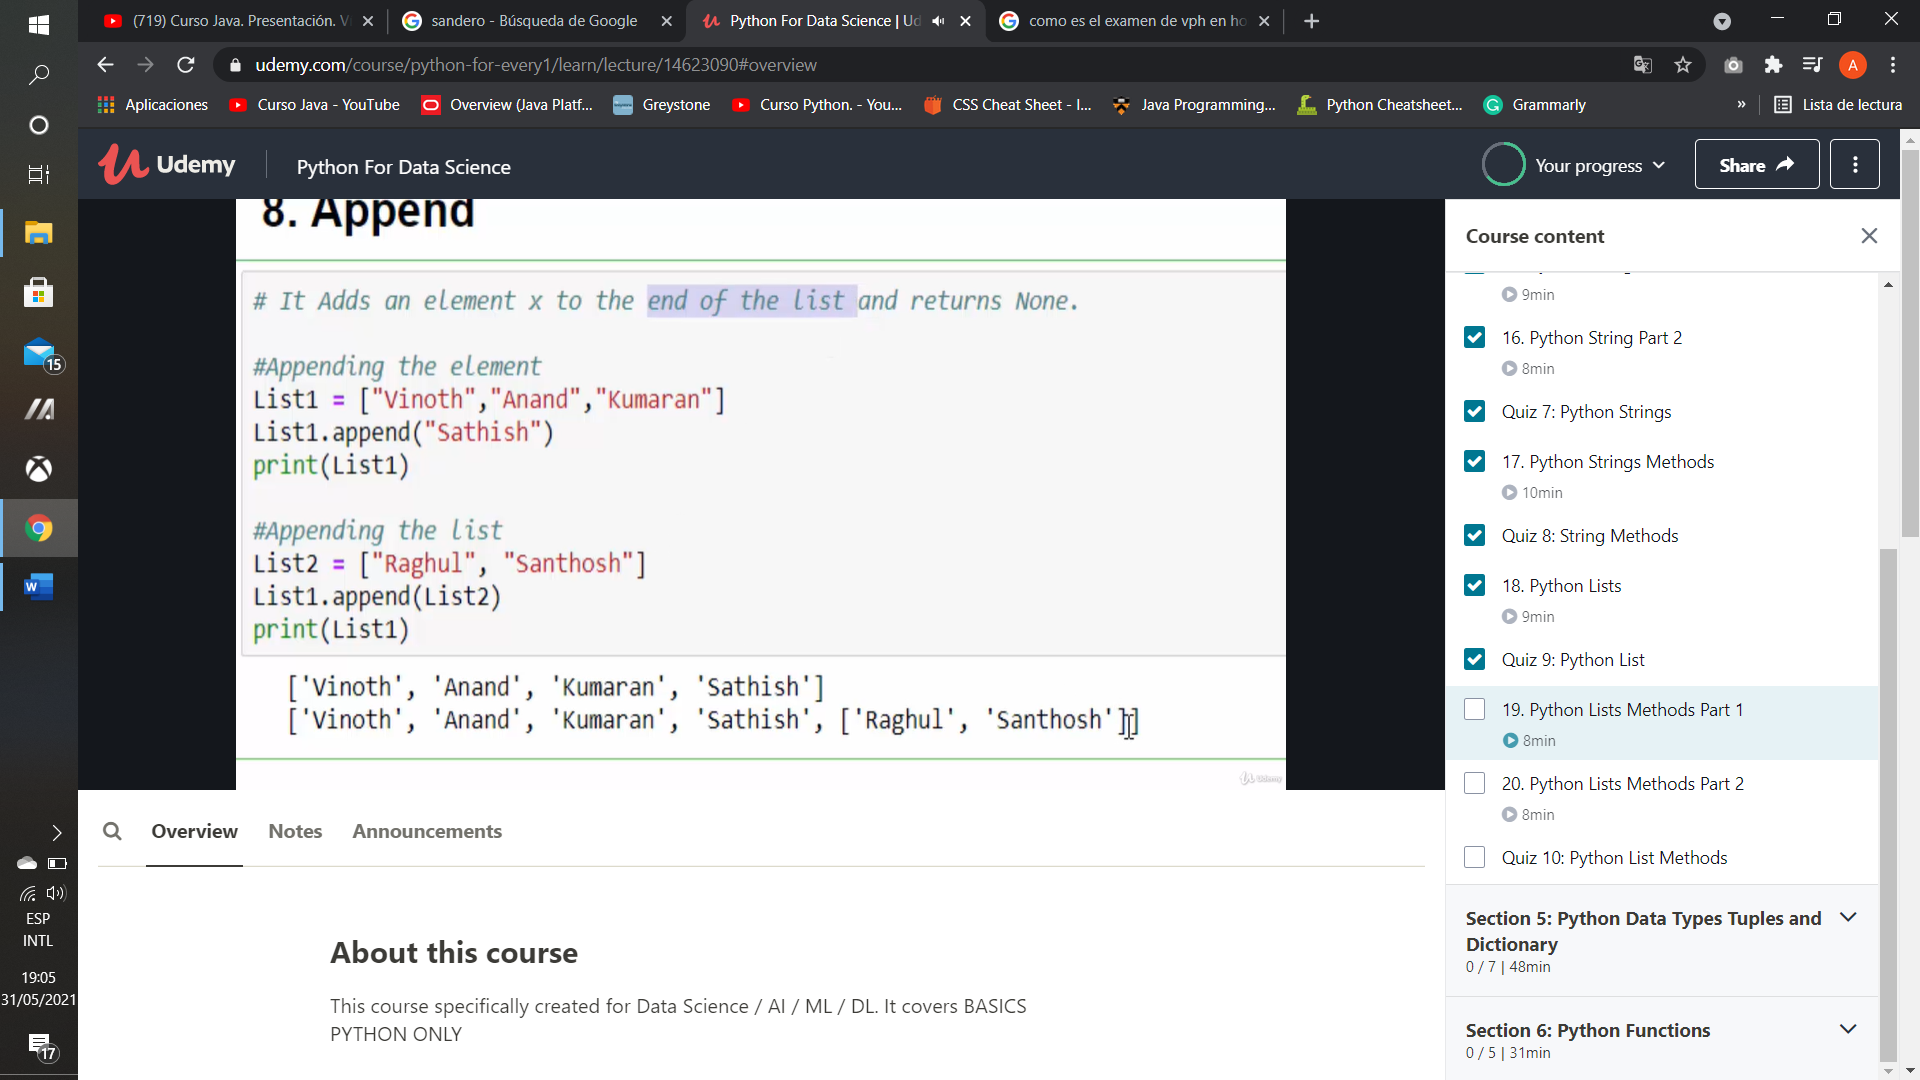 (719) Curso Java. Presentación. V
sandero - Búsqueda de Google
Python For Data Science | Ud
como es el examen de vph en ho
udemy.com/course/python-for-every1/learn/lecture/14623090#overview
A
Aplicaciones
Curso Java - YouTube
Overview (Java Platf...
Greystone
Curso Python. - You...
CSS Cheat Sheet - I...
Java Programming...
Python Cheatsheet...
Grammarly
»
Lista de lectura
Udemy
Python For Data Science
Your progress
Share
8. Append
# It Adds an element x to the end of the list and returns None.
#Appending the element
List1 = ["Vinoth","Anand","Kumaran"]
List1.append("Sathish")
print(List1)
#Appending the list
List2 = ["Raghul", "Santhosh"]
List1.append(List2)
print(List1)
['Vinoth', 'Anand', 'Kumaran', 'Sathish']
['Vinoth', 'Anand', 'Kumaran', 'Sathish', ['Raghul', 'Santhosh']]
Udemy
Overview
Notes
Announcements
About this course
This course specifically created for Data Science / AI / ML / DL. It covers BASICS
PYTHON ONLY
Course content
9min
16. Python String Part 2
8min
Quiz 7: Python Strings
17. Python Strings Methods
10min
Quiz 8: String Methods
18. Python Lists
9min
Quiz 9: Python List
19. Python Lists Methods Part 1
8min
20. Python Lists Methods Part 2
8min
Quiz 10: Python List Methods
Section 5: Python Data Types Tuples and
Dictionary
0 / 7 | 48min
Section 6: Python Functions
0 / 5 | 31min
15
W
ESP
INTL
19:05
31/05/2021
17